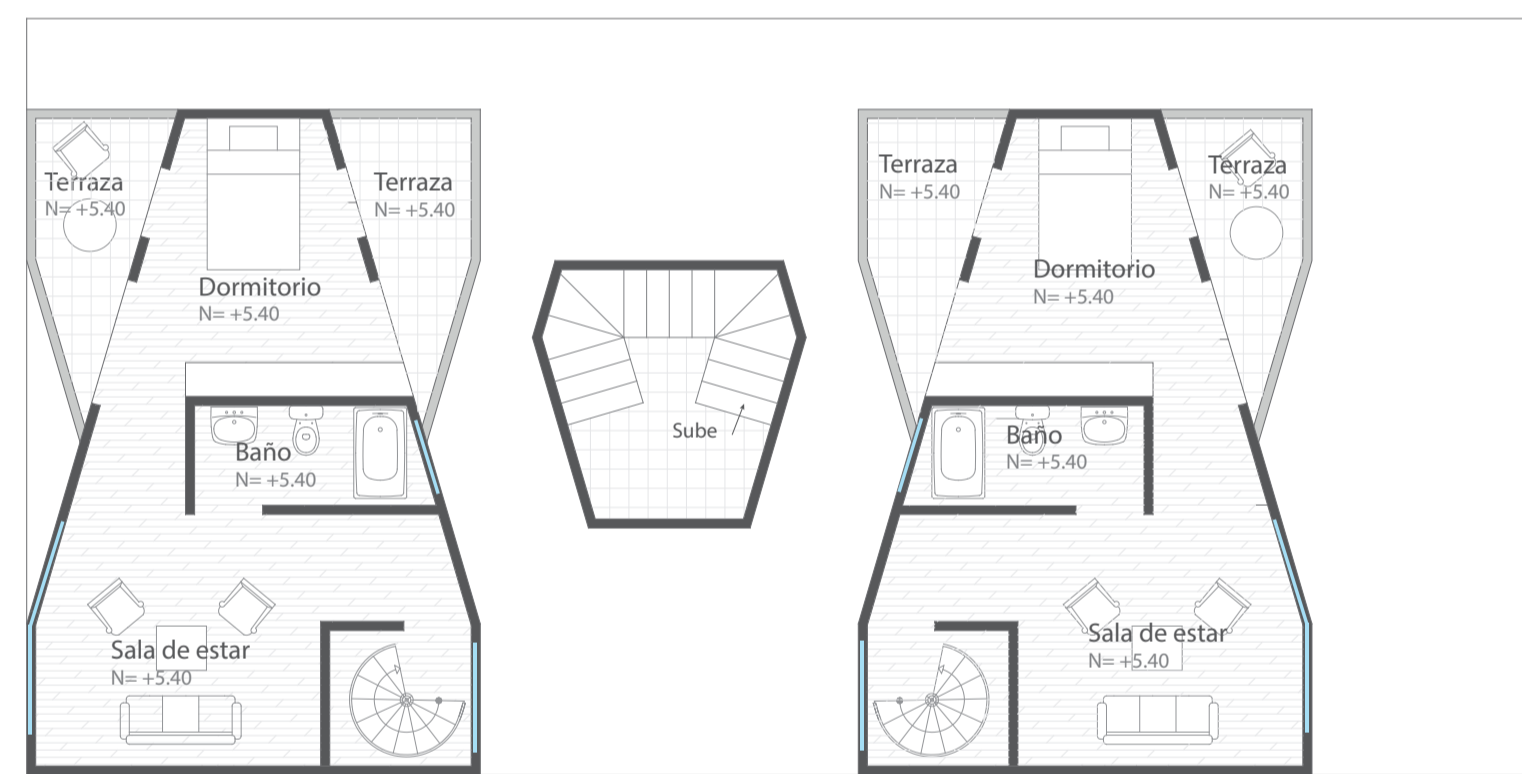 Terraza
N= +5.40
Terraza
N= +5.40
Dormitorio
N= +5.40
Baño
N= +5.40
Sala de estar
N= +5.40
Sube
Terraza
N= +5.40
Terraza
N= +5.40
Dormitorio
N= +5.40
Baño
N= +5.40
Sala de estar
N= +5.40